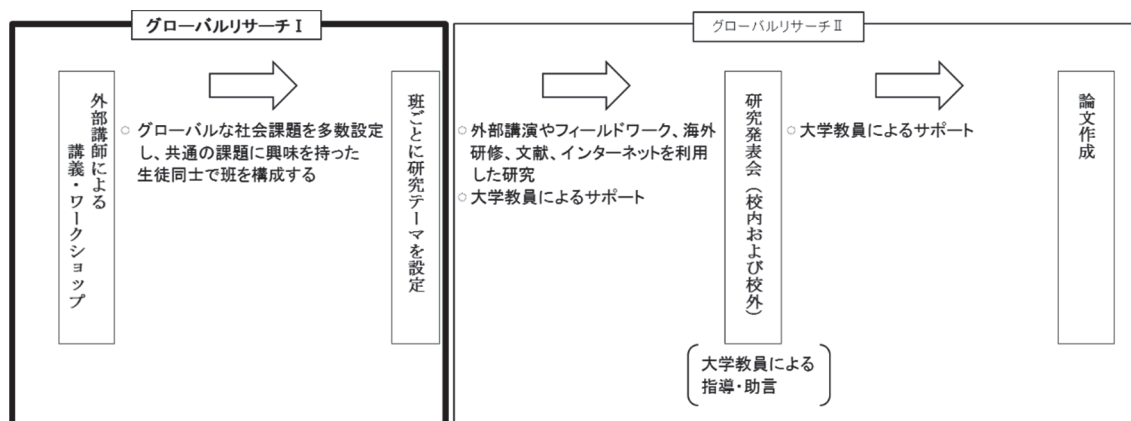 グローバルリサーチⅠ
外部講師による
講義・ワークショップ
○ グローバルな社会課題を多数設定
し、共通の課題に興味を持った
生徒同士で班を構成する
班ごとに研究テーマを設定
グローバルリサーチⅡ
○ 外部講演やフィールドワーク、海外
研修、文献、インターネットを利用
した研究
○ 大学教員によるサポート
研究発表会（校内および校外）
大学教員による
指導・助言
○ 大学教員によるサポート
論文作成